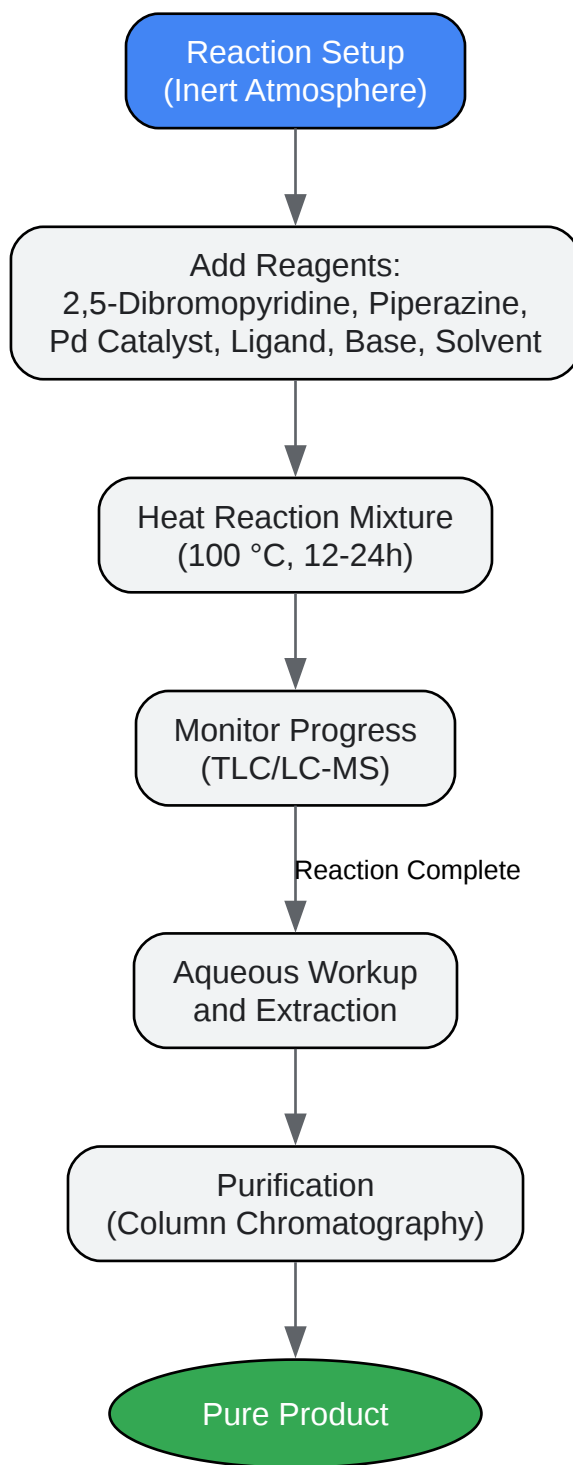 Reaction Setup
(Inert Atmosphere)
Add Reagents:
2,5-Dibromopyridine, Piperazine,
Pd Catalyst, Ligand, Base, Solvent
Heat Reaction Mixture
(100 °C, 12-24h)
Monitor Progress
(TLC/LC-MS)
Reaction Complete
Aqueous Workup
and Extraction
Purification
(Column Chromatography)
Pure Product